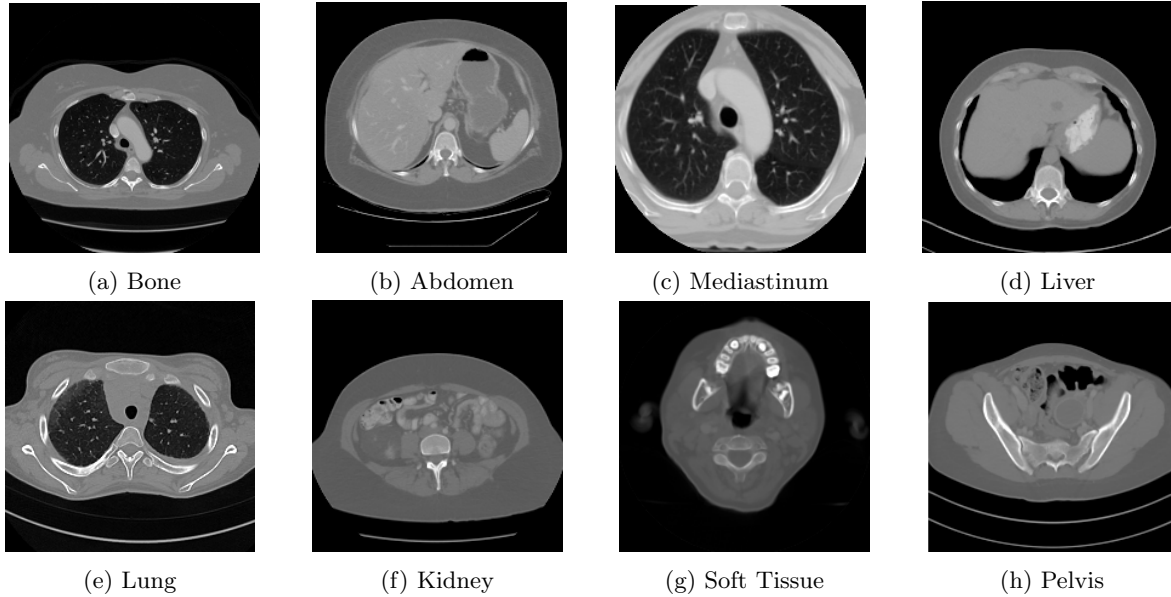 (a) Bone
(b) Abdomen
(c) Mediastinum
(d) Liver
(e) Lung
(f) Kidney
(g) Soft Tissue
(h) Pelvis